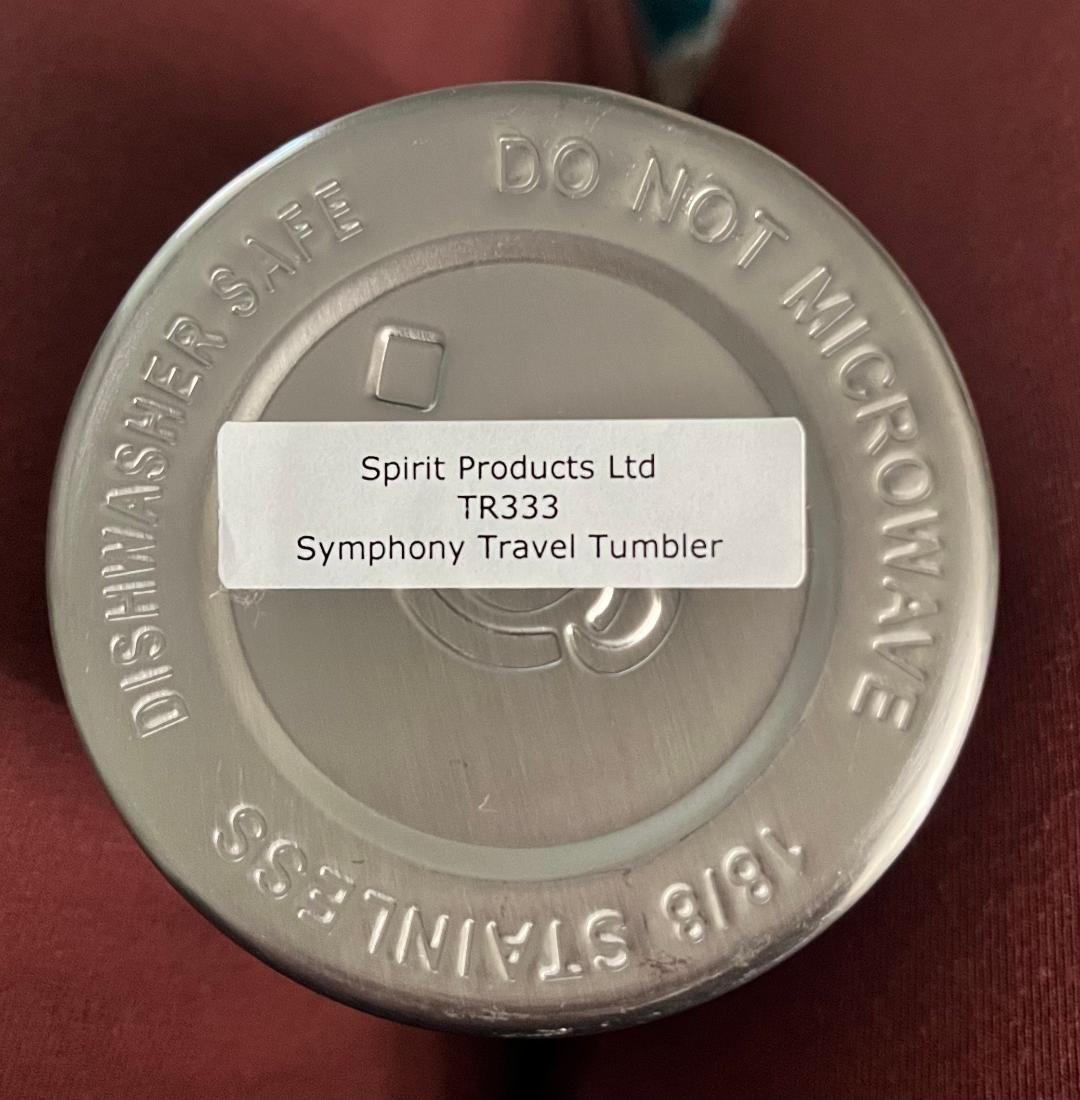 DISHWASHER SAFE
DO NOT MICROWAVE
Spirit Products Ltd
TR333
Symphony Travel Tumbler
18/8 STAINLESS